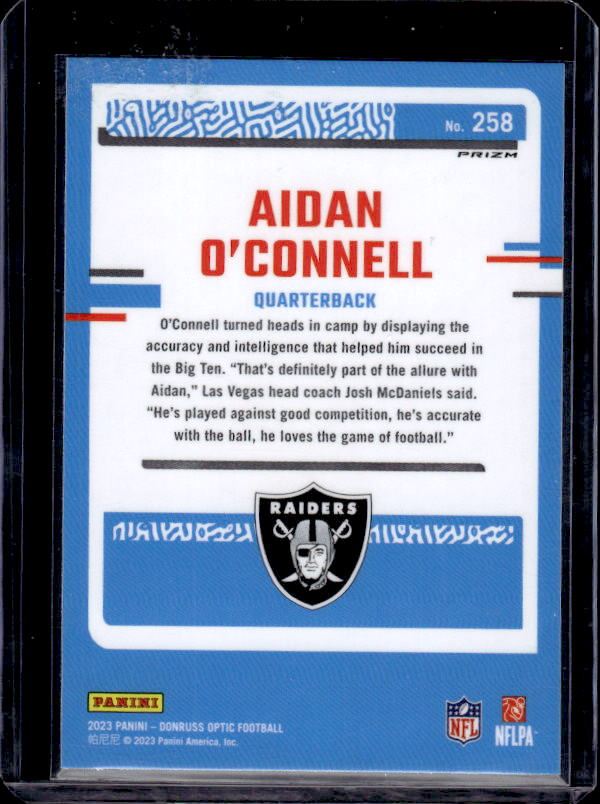 No. 258
PRIZM
AIDAN
O'CONNELL
QUARTERBACK
O'Connell turned heads in camp by displaying the
accuracy and intelligence that helped him succeed in
the Big Ten. “That's definitely part of the allure with
Aidan,” Las Vegas head coach Josh McDaniels said.
“He's played against good competition, he's accurate
with the ball, he loves the game of football.”
RAIDERS
PANINI
2023 PANINI – DONRUSS OPTIC FOOTBALL
帕尼尼 © 2023 Panini America, Inc.
NFL
NFLPA